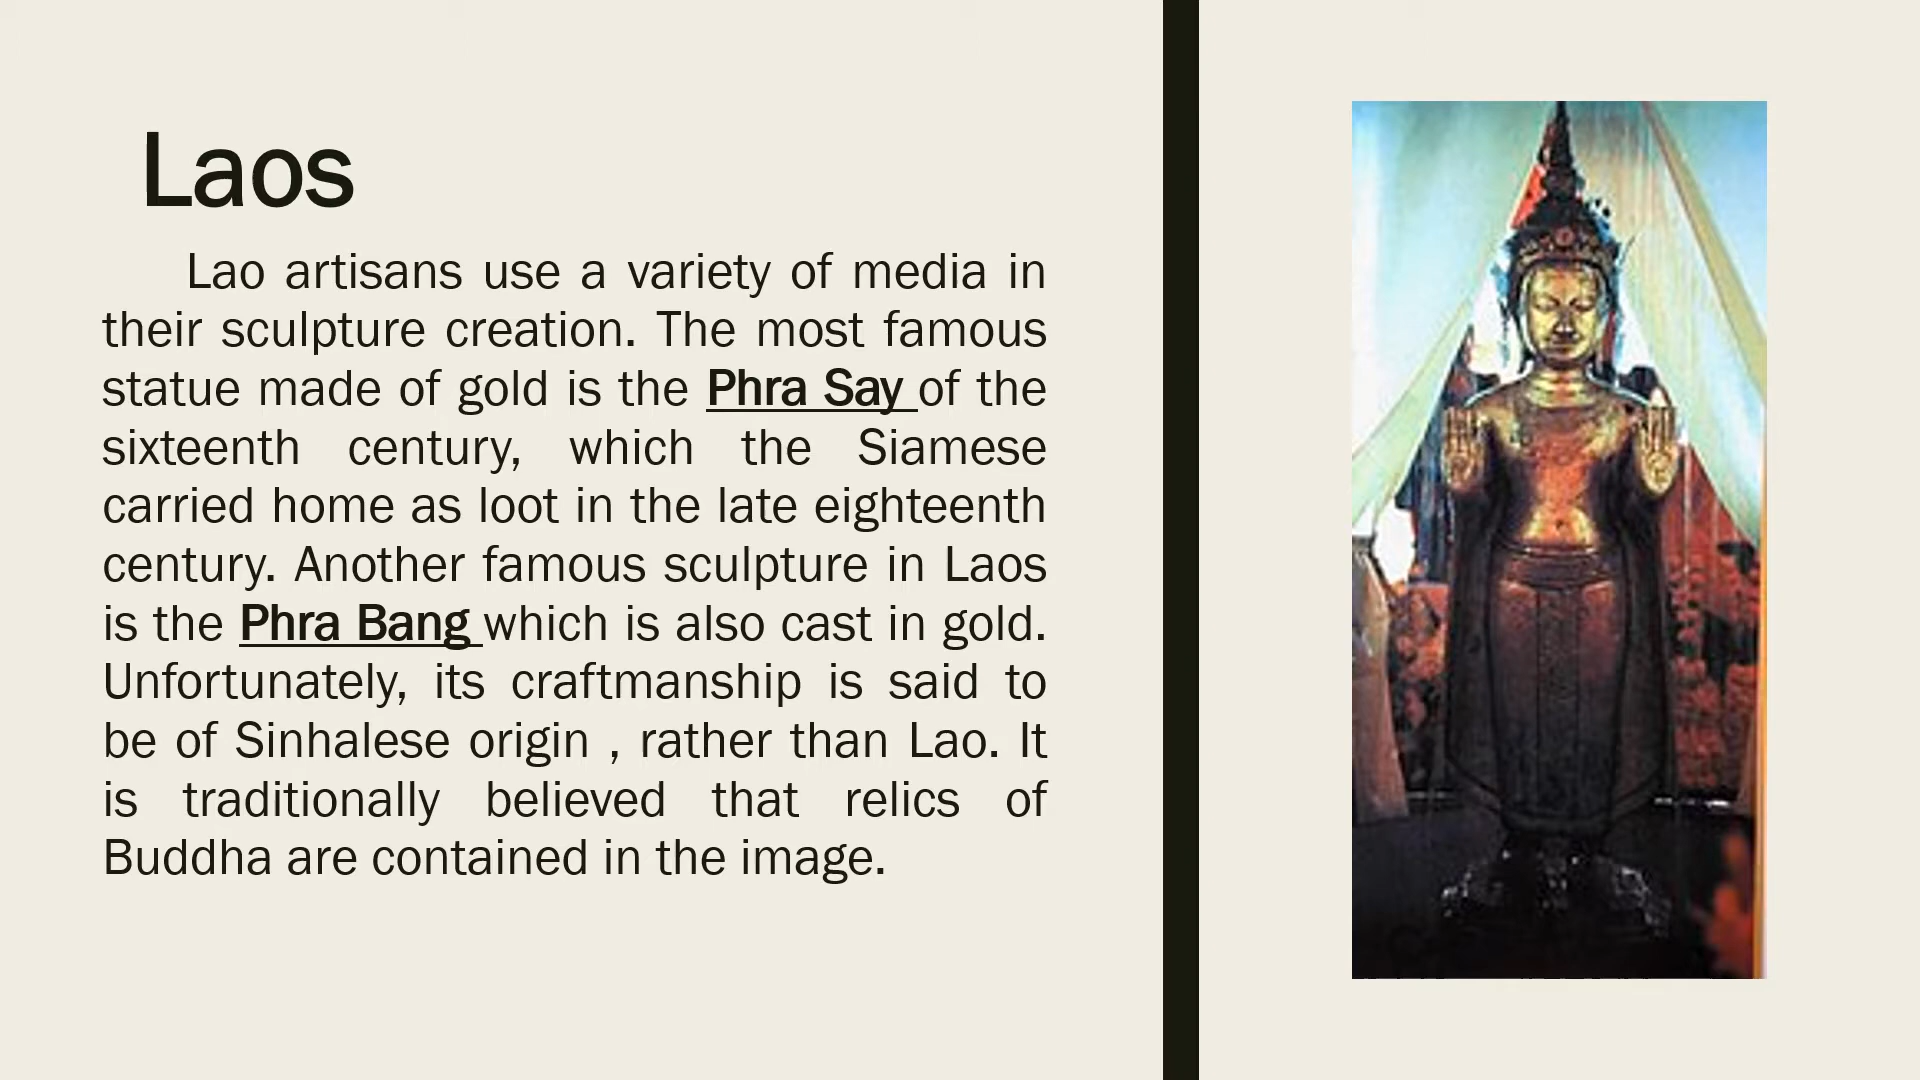 Laos
Lao artisans use a variety of media in
their sculpture creation. The most famous
statue made of gold is the Phra Say of the
sixteenth century, which the Siamese
carried home as loot in the late eighteenth
century. Another famous sculpture in Laos
is the Phra Bang which is also cast in gold.
Unfortunately, its craftmanship is said to
be of Sinhalese origin , rather than Lao. It
is traditionally believed that relics of
Buddha are contained in the image.